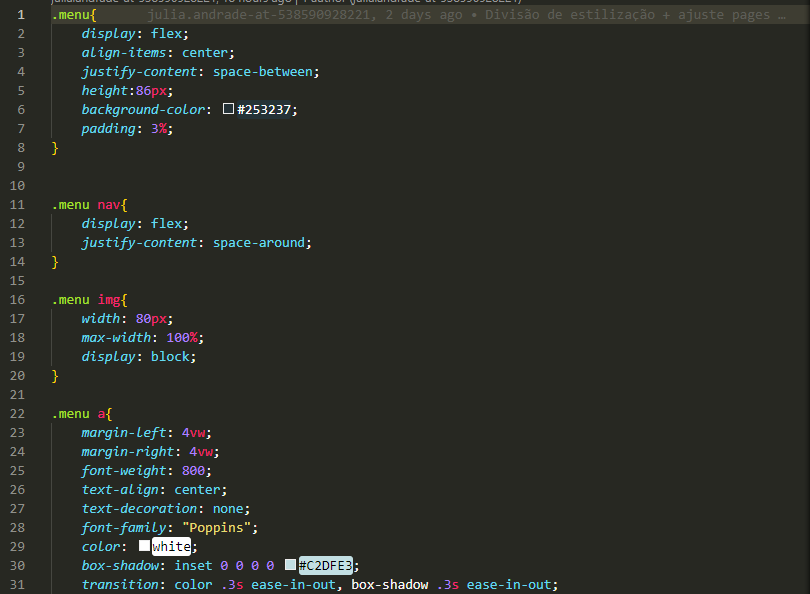 1 .menu{ julia.andrade-at-538590928221, 2 days ago • Divisão de estilização + ajuste pages …
2 display: flex;
3 align-items: center;
4 justify-content: space-between;
5 height:86px;
6 background-color: #253237;
7 padding: 3%;
8 }
9
10
11 .menu nav{
12 display: flex;
13 justify-content: space-around;
14 }
15
16 .menu img{
17 width: 80px;
18 max-width: 100%;
19 display: block;
20 }
21
22 .menu a{
23 margin-left: 4vw;
24 margin-right: 4vw;
25 font-weight: 800;
26 text-align: center;
27 text-decoration: none;
28 font-family: "Poppins";
29 color: white;
30 box-shadow: inset 0 0 0 0 #C2DFE3;
31 transition: color .3s ease-in-out, box-shadow .3s ease-in-out;